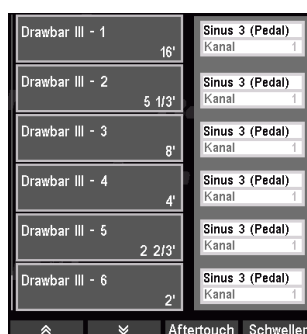 Drawbar III - 1
16'
Sinus 3 (Pedal)
Kanal 1
Drawbar III - 2
5 1/3'
Sinus 3 (Pedal)
Kanal 1
Drawbar III - 3
8'
Sinus 3 (Pedal)
Kanal 1
Drawbar III - 4
4'
Sinus 3 (Pedal)
Kanal 1
Drawbar III - 5
2 2/3'
Sinus 3 (Pedal)
Kanal 1
Drawbar III - 6
2'
Sinus 3 (Pedal)
Kanal 1
Aftertouch Schweller